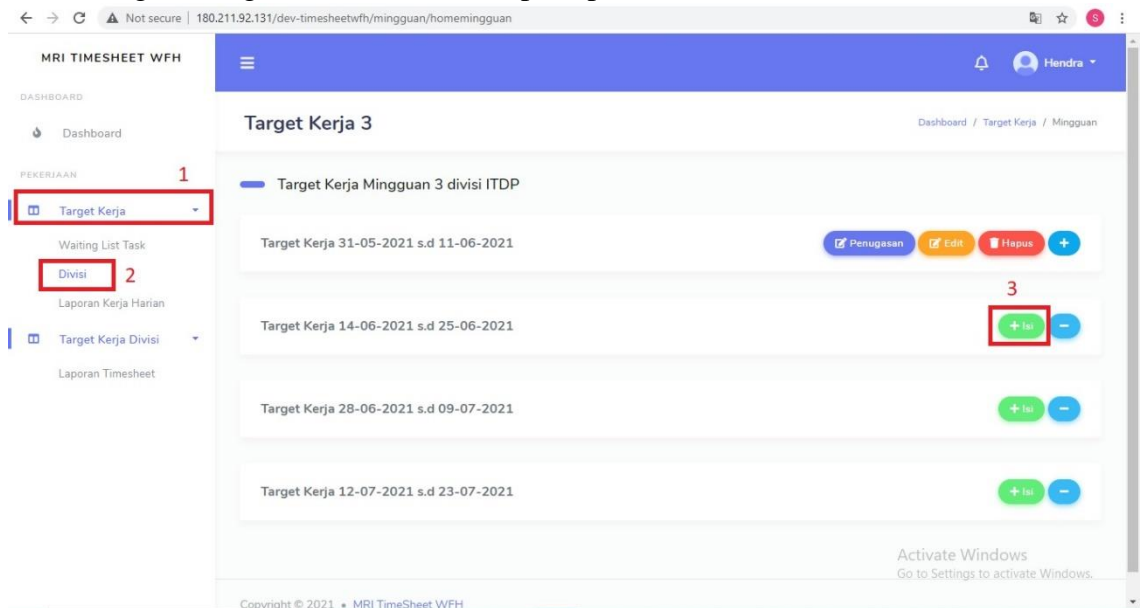 Not secure | 180.211.92.131/dev-timesheetwfh/mingguan/homemingguan
S
MRI TIMESHEET WFH
Hendra
DASHBOARD
Dashboard
Target Kerja 3
Dashboard / Target Kerja / Mingguan
PEKERJAAN
1
Target Kerja
Waiting List Task
Divisi
2
Laporan Kerja Harian
Target Kerja Divisi
Laporan Timesheet
Target Kerja Mingguan 3 divisi ITDP
Target Kerja 31-05-2021 s.d 11-06-2021
Penugasan Edit Hapus +
3
Target Kerja 14-06-2021 s.d 25-06-2021
+ Isi −
Target Kerja 28-06-2021 s.d 09-07-2021
+ Isi −
Target Kerja 12-07-2021 s.d 23-07-2021
+ Isi −
Activate Windows
Go to Settings to activate Windows.
Copyright © 2021 • MRI TimeSheet WFH